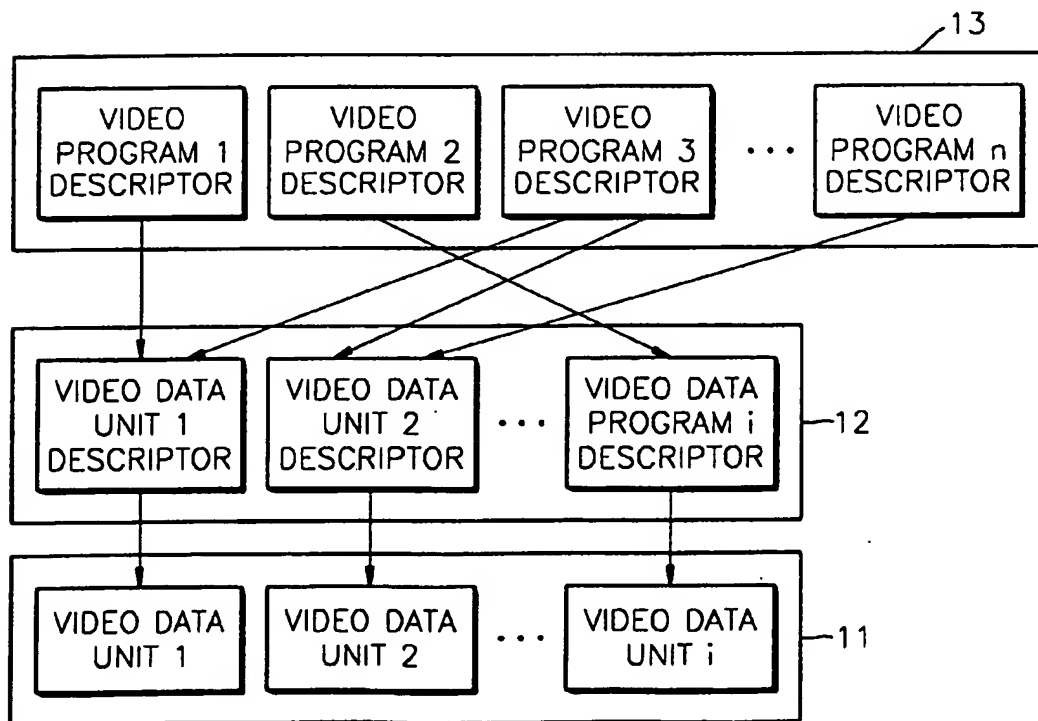 13
VIDEO
PROGRAM 1
DESCRIPTOR
VIDEO
PROGRAM 2
DESCRIPTOR
VIDEO
PROGRAM 3
DESCRIPTOR
...
VIDEO
PROGRAM n
DESCRIPTOR
VIDEO DATA
UNIT 1
DESCRIPTOR
VIDEO DATA
UNIT 2
DESCRIPTOR
...
VIDEO DATA
PROGRAM i
DESCRIPTOR
12
VIDEO DATA
UNIT 1
VIDEO DATA
UNIT 2
...
VIDEO DATA
UNIT i
11